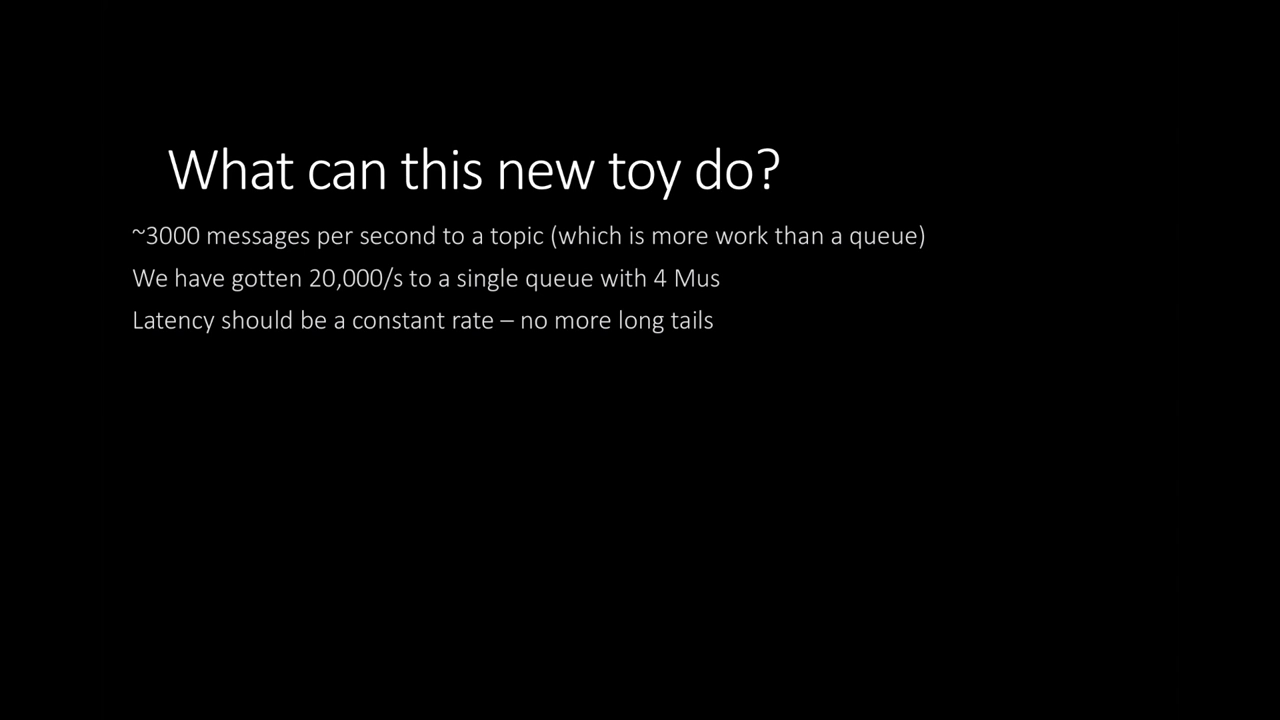 What can this new toy do?
~3000 messages per second to a topic (which is more work than a queue)
We have gotten 20,000/s to a single queue with 4 Mus
Latency should be a constant rate – no more long tails